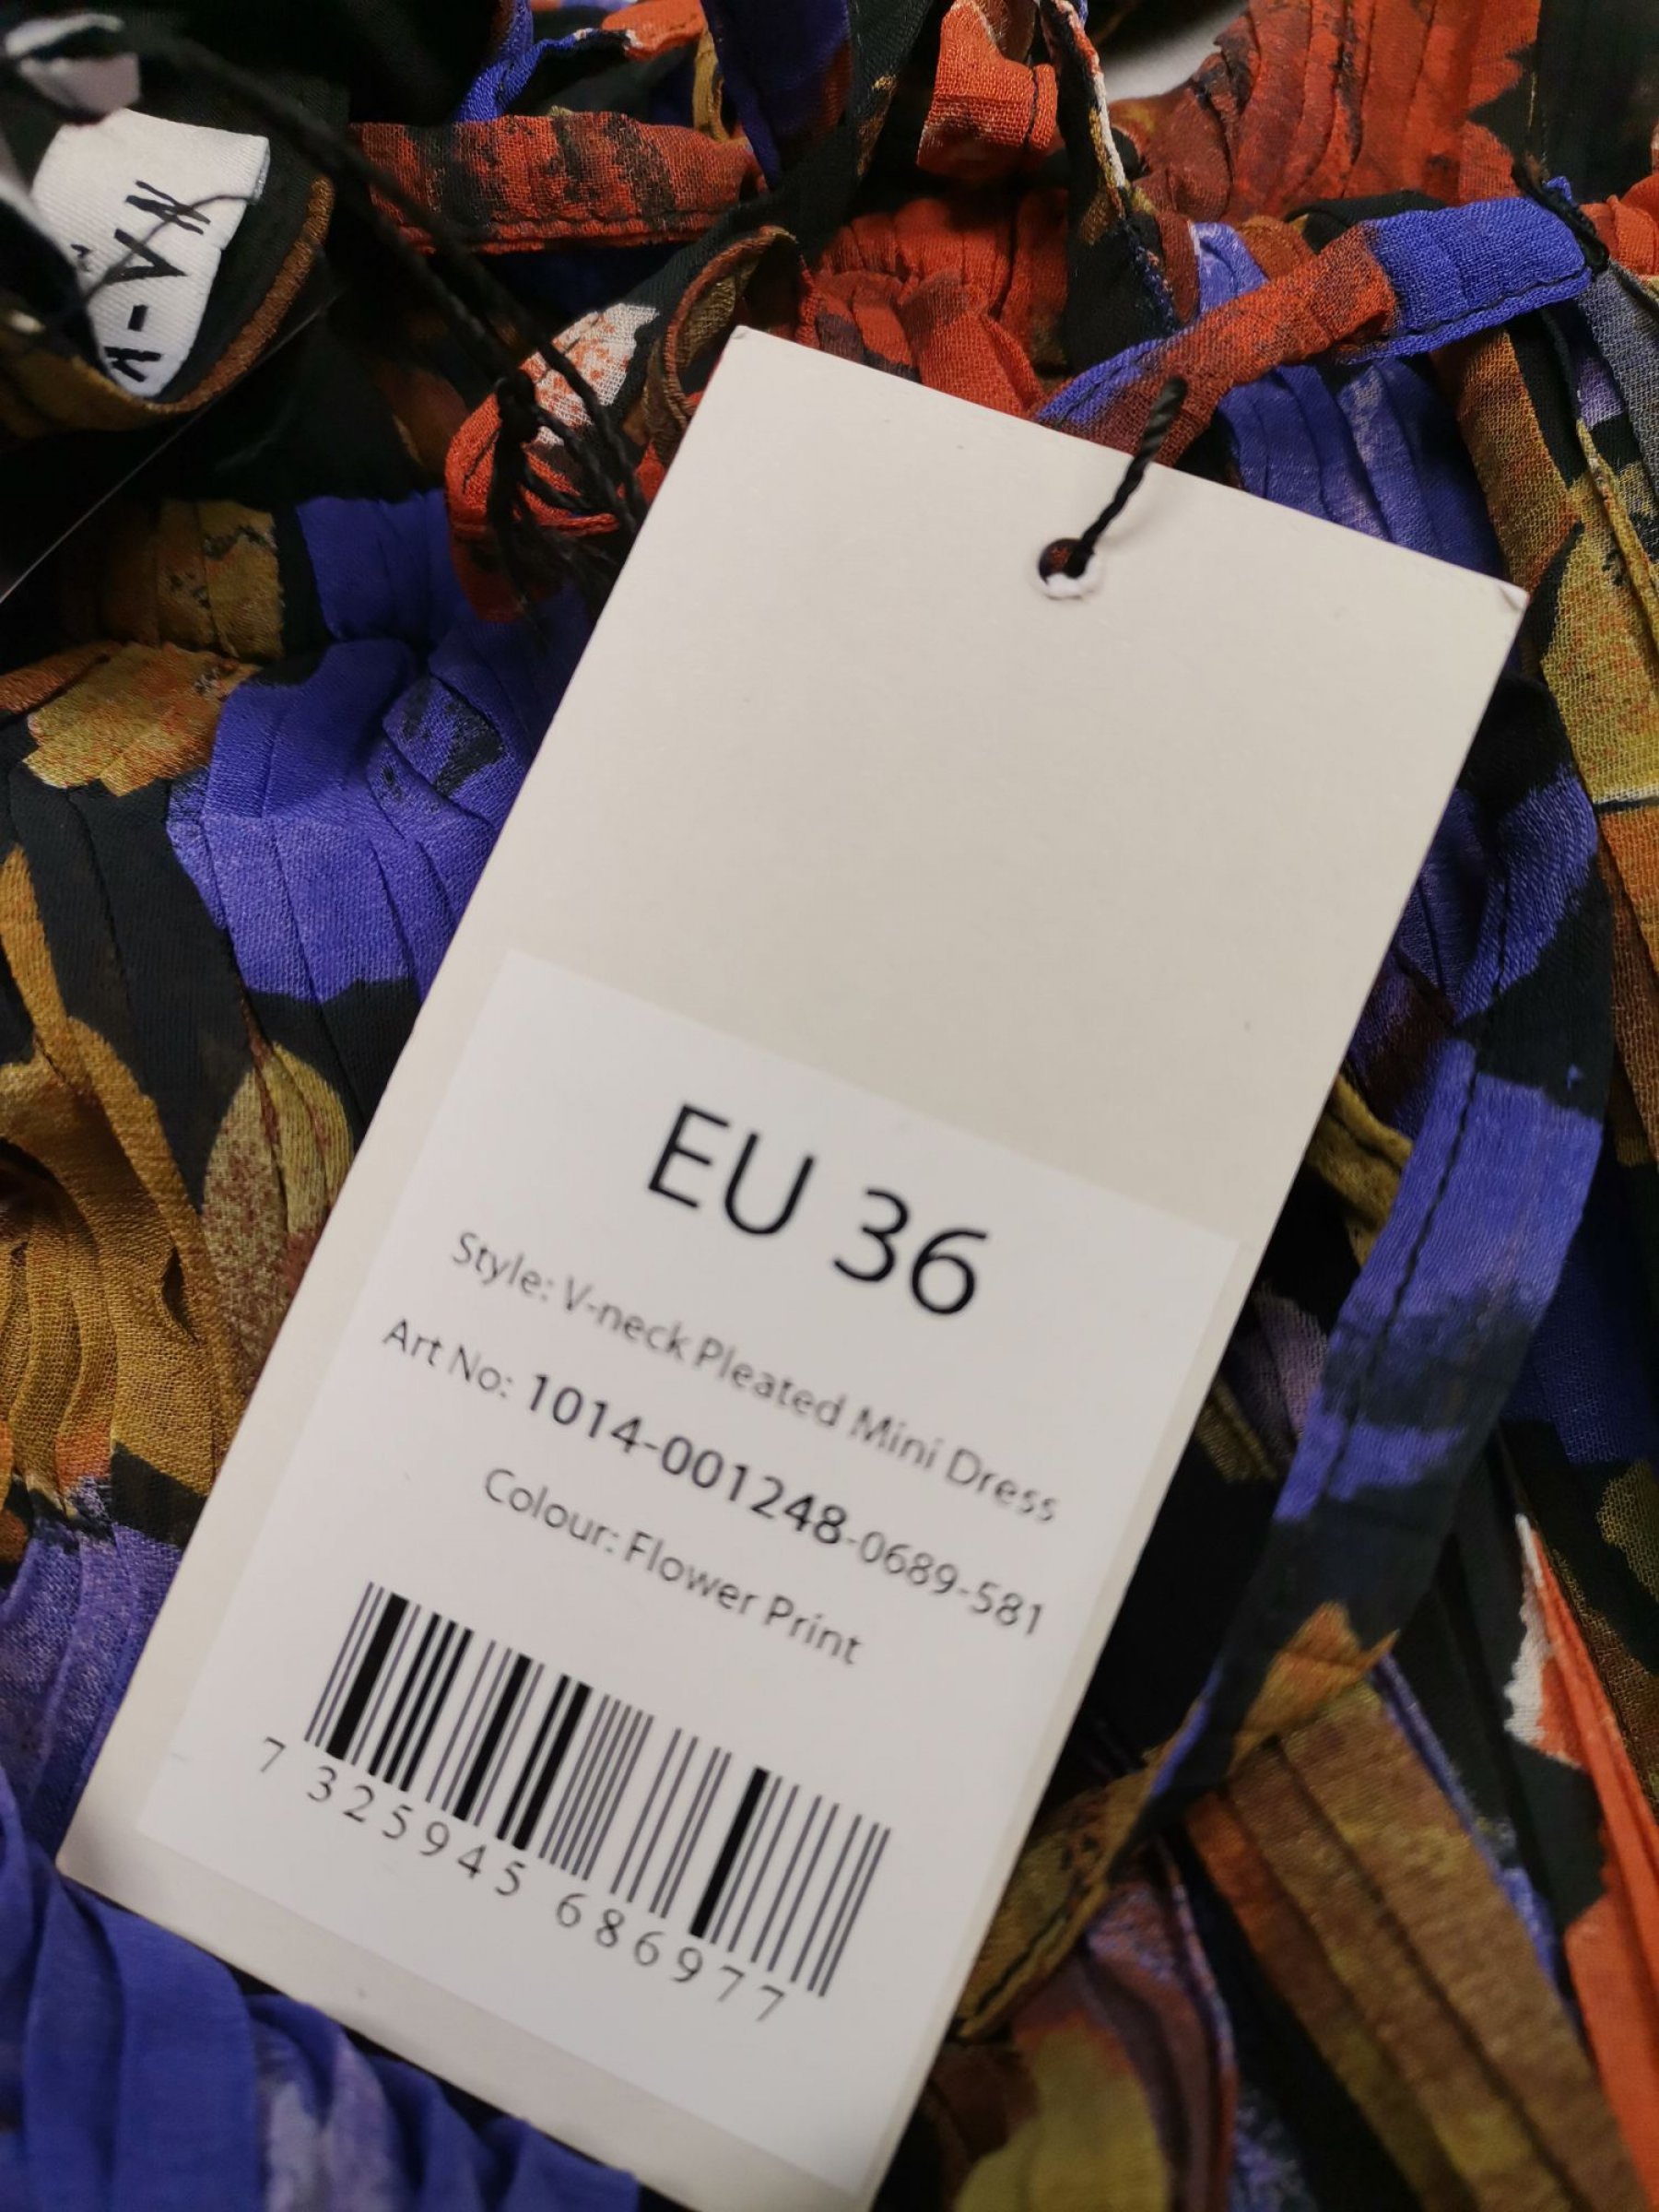 EU 36
Style: V-neck Pleated Mini Dress
Art No: 1014-001248-0689-581
Colour: Flower Print
7 325945 686977